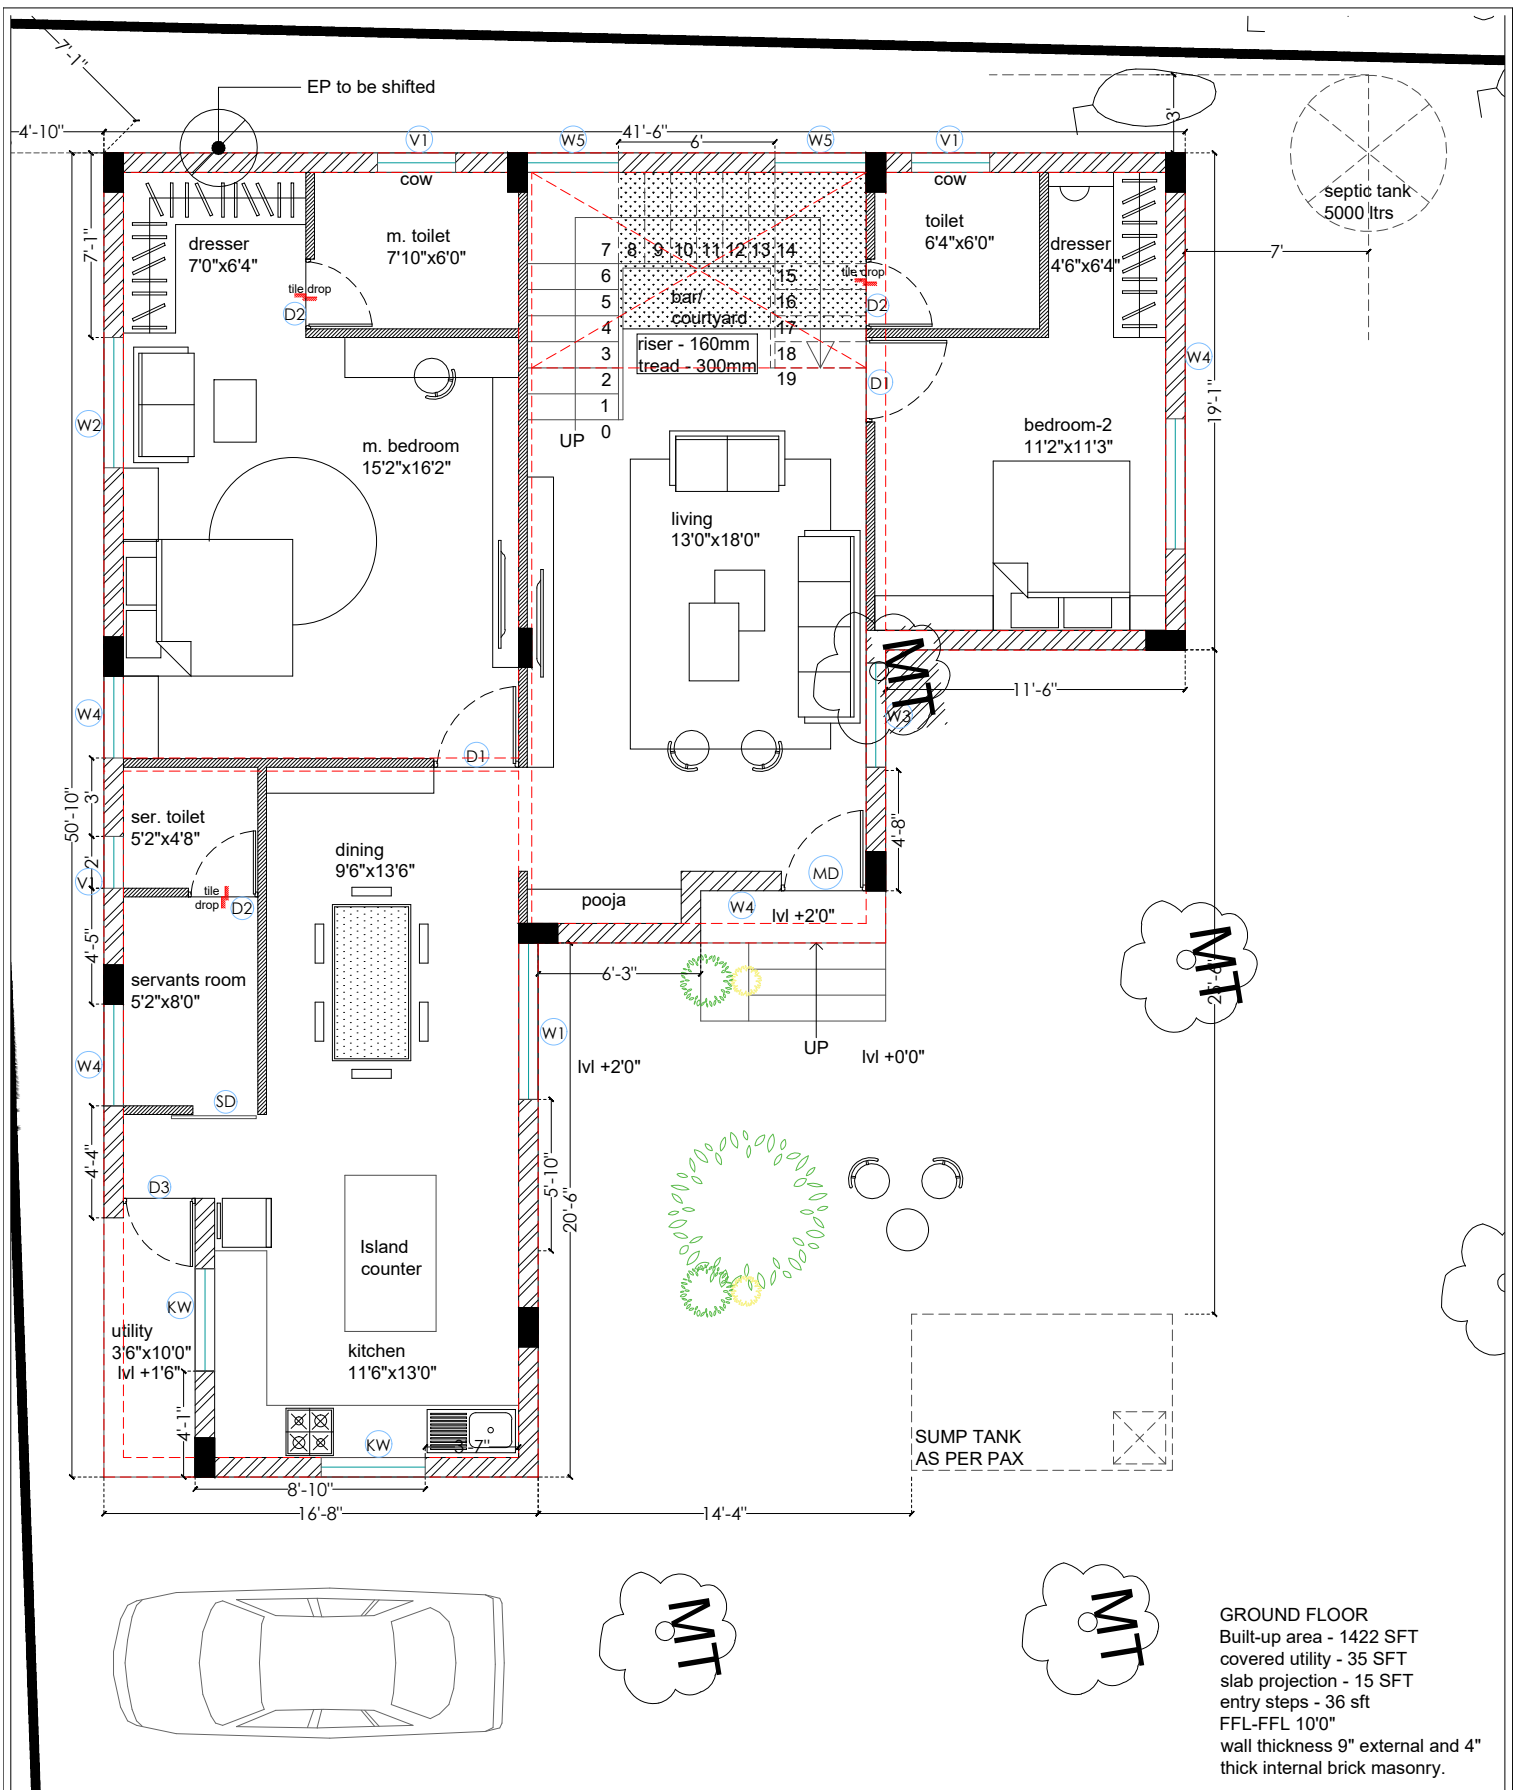 7'-1"
EP to be shifted
4'-10"
41'-6"
6'
3'
V1
W5
W5
V1
cow
cow
septic tank
5000 ltrs
7'
dresser
7'0"x6'4"
m. toilet
7'10"x6'0"
toilet
6'4"x6'0"
dresser
4'6"x6'4"
7'-1"
tile drop
D2
7 8 9 10 11 12 13 14
6
5
4
3
2
1
0
15
16
17
18
19
bar/
courtyard
riser - 160mm
tread - 300mm
UP
tile drop
D2
D1
W4
19'-1"
W2
m. bedroom
15'2"x16'2"
bedroom-2
11'2"x11'3"
living
13'0"x18'0"
MT
11'-6"
W3
W4
D1
50'-10"
3'
2'
ser. toilet
5'2"x4'8"
dining
9'6"x13'6"
4'-8"
MD
V1
tile
drop
D2
pooja
W4
lvl +2'0"
4'-5"
servants room
5'2"x8'0"
6'-3"
MT
25'-6"
W1
W4
lvl +2'0"
UP
lvl +0'0"
SD
4'-4"
D3
5'-10"
20'-6"
Island
counter
KW
utility
3'6"x10'0"
lvl +1'6"
kitchen
11'6"x13'0"
4'-1"
KW
3'-7"
SUMP TANK
AS PER PAX
8'-10"
16'-8"
14'-4"
MT
MT
GROUND FLOOR
Built-up area - 1422 SFT
covered utility - 35 SFT
slab projection - 15 SFT
entry steps - 36 sft
FFL-FFL 10'0"
wall thickness 9" external and 4"
thick internal brick masonry.